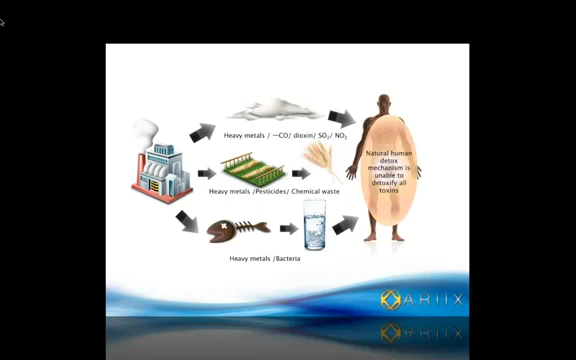 Heavy metals / ~CO/ dioxin/ SO₂/ NO₂
Natural human
detox
mechanism is
unable to
detoxify all
toxins
Heavy metals /Pesticides/ Chemical waste
Heavy metals /Bacteria
ARIIX